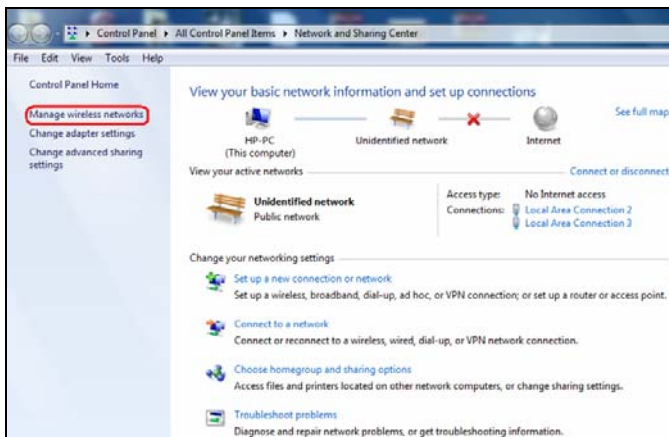 Control Panel ▸ All Control Panel Items ▸ Network and Sharing Center
File Edit View Tools Help
Control Panel Home
Manage wireless networks
Change adapter settings
Change advanced sharing
settings
View your basic network information and set up connections
See full map
HP-PC
(This computer)
Unidentified network
Internet
View your active networks
Connect or disconnect
Unidentified network
Public network
Access type: No Internet access
Connections: Local Area Connection 2
Local Area Connection 3
Change your networking settings
Set up a new connection or network
Set up a wireless, broadband, dial-up, ad hoc, or VPN connection; or set up a router or access point.
Connect to a network
Connect or reconnect to a wireless, wired, dial-up, or VPN network connection.
Choose homegroup and sharing options
Access files and printers located on other network computers, or change sharing settings.
Troubleshoot problems
Diagnose and repair network problems, or get troubleshooting information.